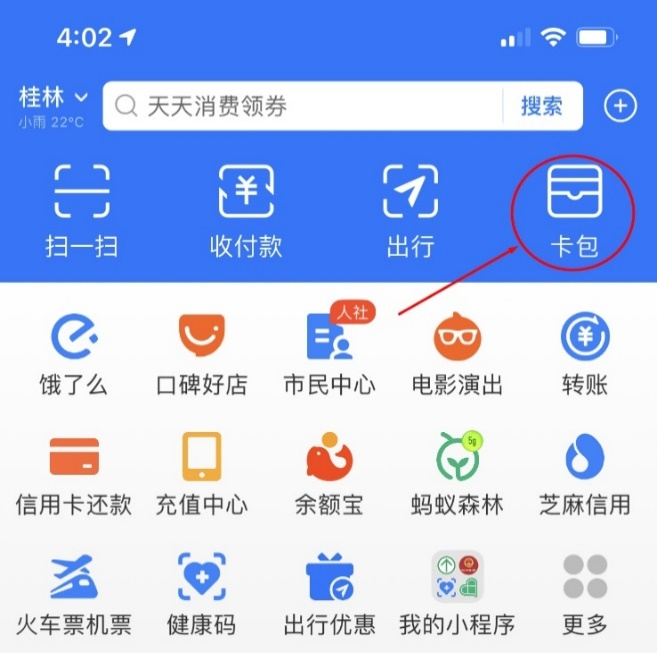 4:02
桂林
小雨 22°C
天天消费领券
搜索
扫一扫
收付款
出行
卡包
人社
饿了么
口碑好店
市民中心
电影演出
转账
5g
信用卡还款
充值中心
余额宝
蚂蚁森林
芝麻信用
火车票机票
健康码
出行优惠
我的小程序
更多